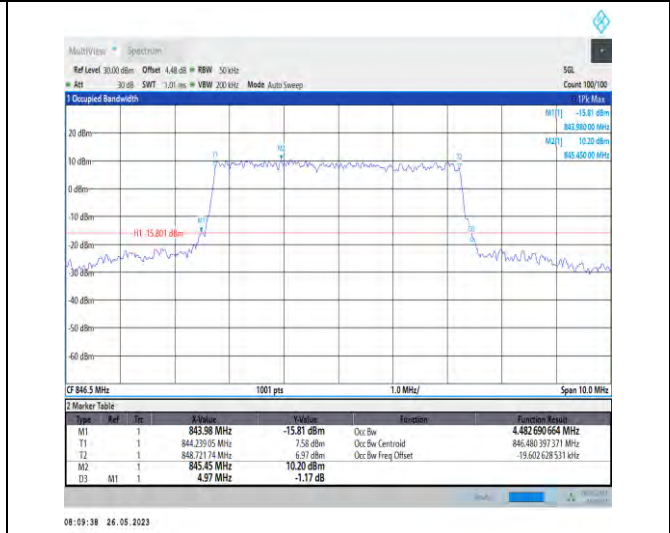 MultiView Spectrum
Ref Level 30.00 dBm Offset 4.48 dB RBW 50 kHz SGL
Att 30 dB SWT 1.01 ms VBW 200 kHz Mode Auto Sweep Count 100/100
1 Occupied Bandwidth 1Pk Max
M1[1] -15.81 dBm
843.980 00 MHz
M2[1] 10.20 dBm
845.450 00 MHz
20 dBm
T1 M2 T2
10 dBm
0 dBm
-10 dBm
M1
H1 -15.801 dBm
D3
-20 dBm
-30 dBm
-40 dBm
-50 dBm
-60 dBm
CF 846.5 MHz 1001 pts 1.0 MHz/ Span 10.0 MHz
2 Marker Table
Type Ref Trc X-Value Y-Value Function Function Result
M1 1 843.98 MHz -15.81 dBm Occ Bw 4.482 690 664 MHz
T1 1 844.239 05 MHz 7.58 dBm Occ Bw Centroid 846.480 397 371 MHz
T2 1 848.721 74 MHz 6.97 dBm Occ Bw Freq Offset -19.602 628 531 kHz
M2 1 845.45 MHz 10.20 dBm
D3 M1 1 4.97 MHz -1.17 dB
08:09:38 26.05.2023